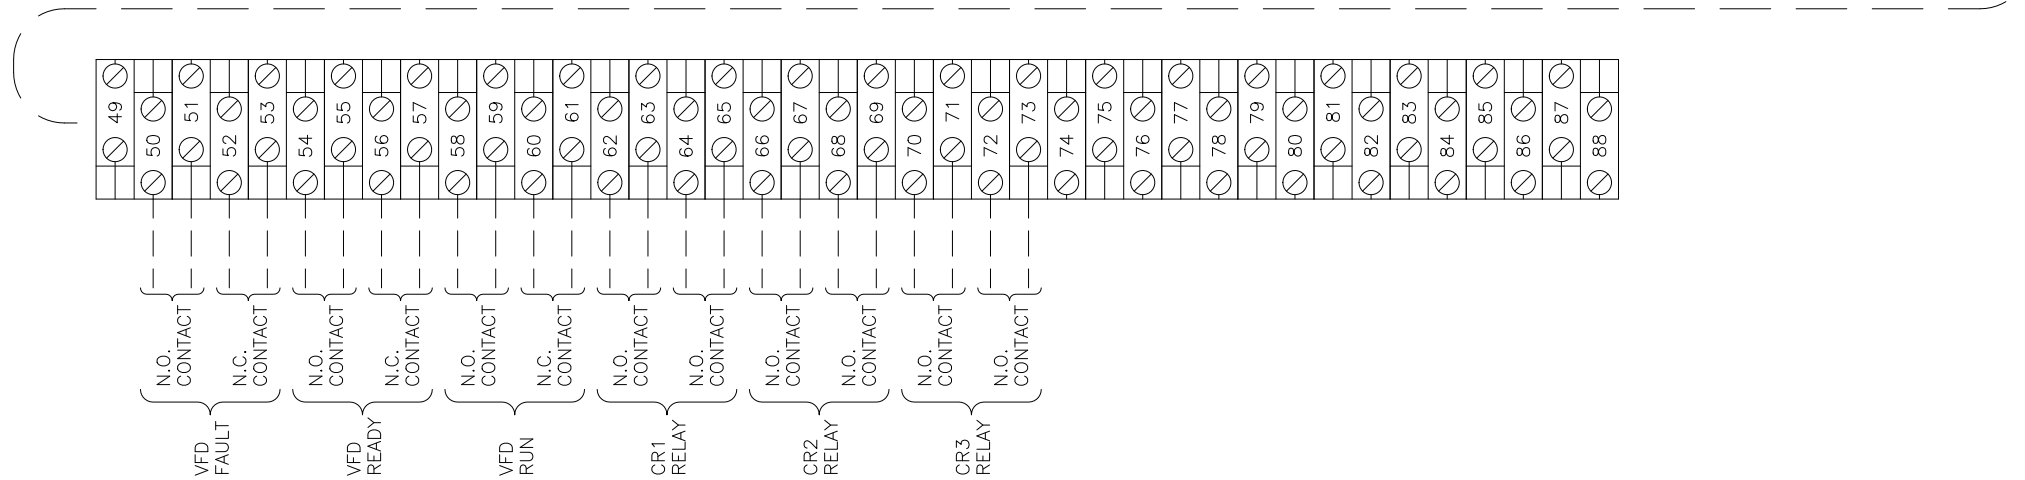 49
50
51
52
53
54
55
56
57
58
59
60
61
62
63
64
65
66
67
68
69
70
71
72
73
74
75
76
77
78
79
80
81
82
83
84
85
86
87
88
N.O.
CONTACT
N.C.
CONTACT
N.O.
CONTACT
N.C.
CONTACT
N.O.
CONTACT
N.C.
CONTACT
N.O.
CONTACT
N.O.
CONTACT
N.O.
CONTACT
N.O.
CONTACT
N.O.
CONTACT
N.O.
CONTACT
VFD
FAULT
VFD
READY
VFD
RUN
CR1
RELAY
CR2
RELAY
CR3
RELAY